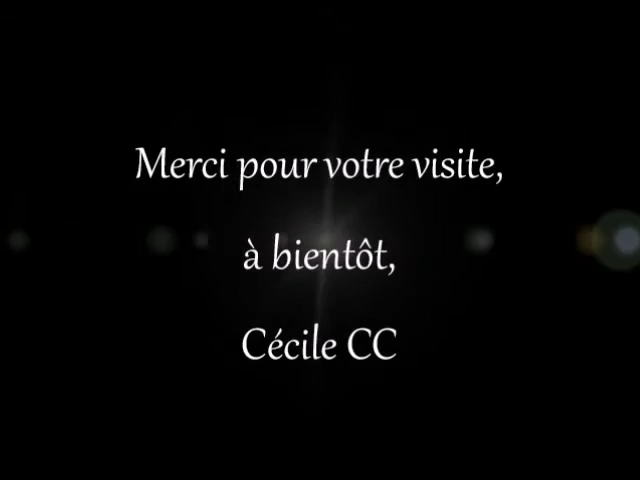 Merci pour votre visite,
à bientôt,
Cécile CC